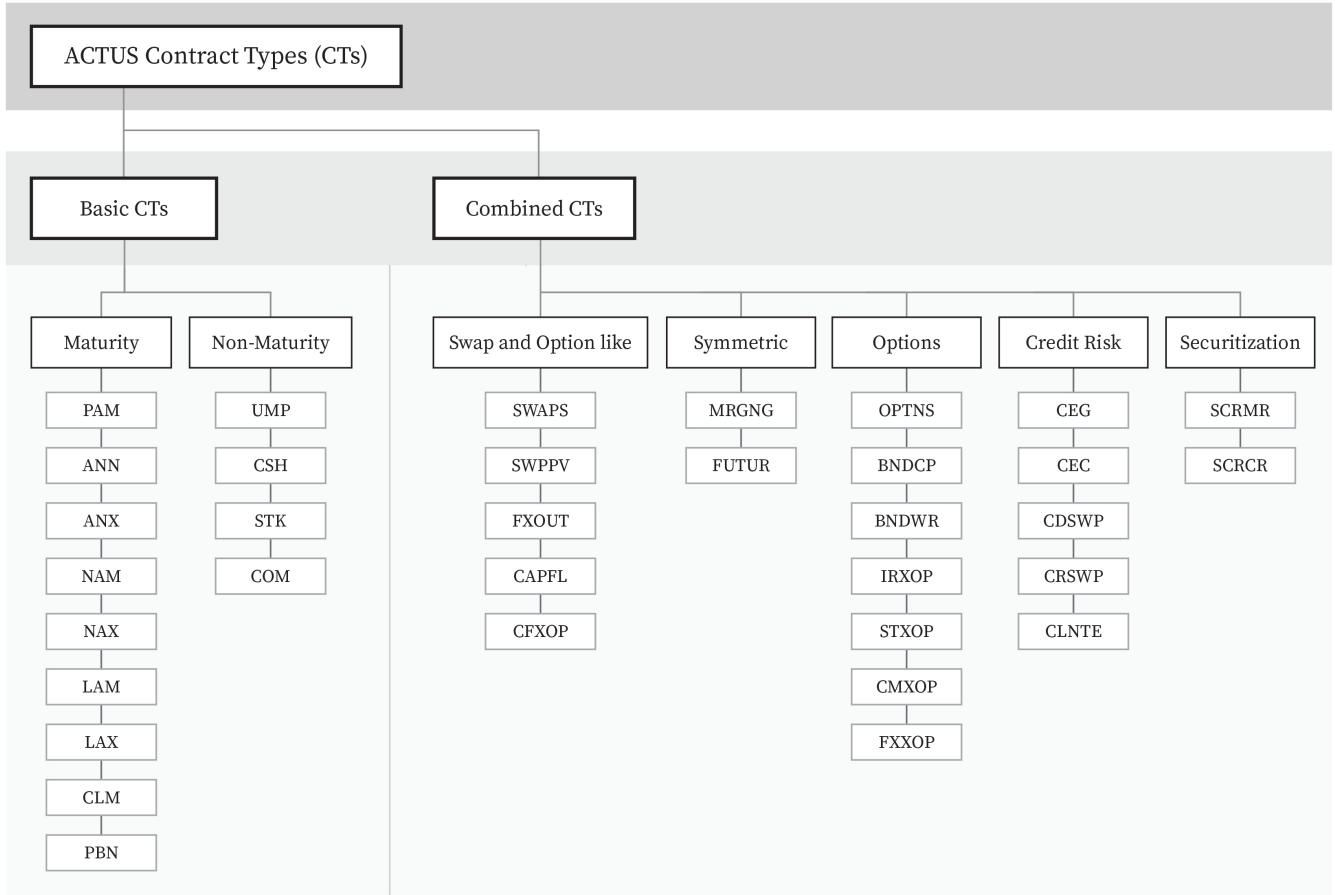 ACTUS Contract Types (CTs)
Basic CTs
Combined CTs
Maturity
Non-Maturity
Swap and Option like
Symmetric
Options
Credit Risk
Securitization
PAM
ANN
ANX
NAM
NAX
LAM
LAX
CLM
PBN
UMP
CSH
STK
COM
SWAPS
SWPPV
FXOUT
CAPFL
CFXOP
MRGNG
FUTUR
OPTNS
BNDCP
BNDWR
IRXOP
STXOP
CMXOP
FXXOP
CEG
CEC
CDSWP
CRSWP
CLNTE
SCRMR
SCRCR